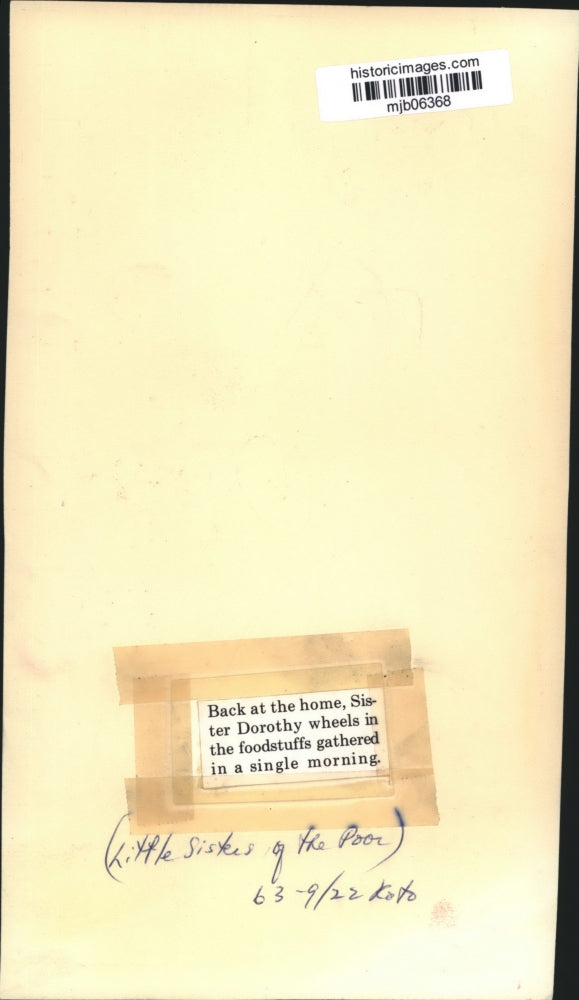 historicimages.com
mjb06368
Back at the home, Sis-
ter Dorothy wheels in
the foodstuffs gathered
in a single morning.
(Little Sisters of the Poor)
63-9/22 Koto